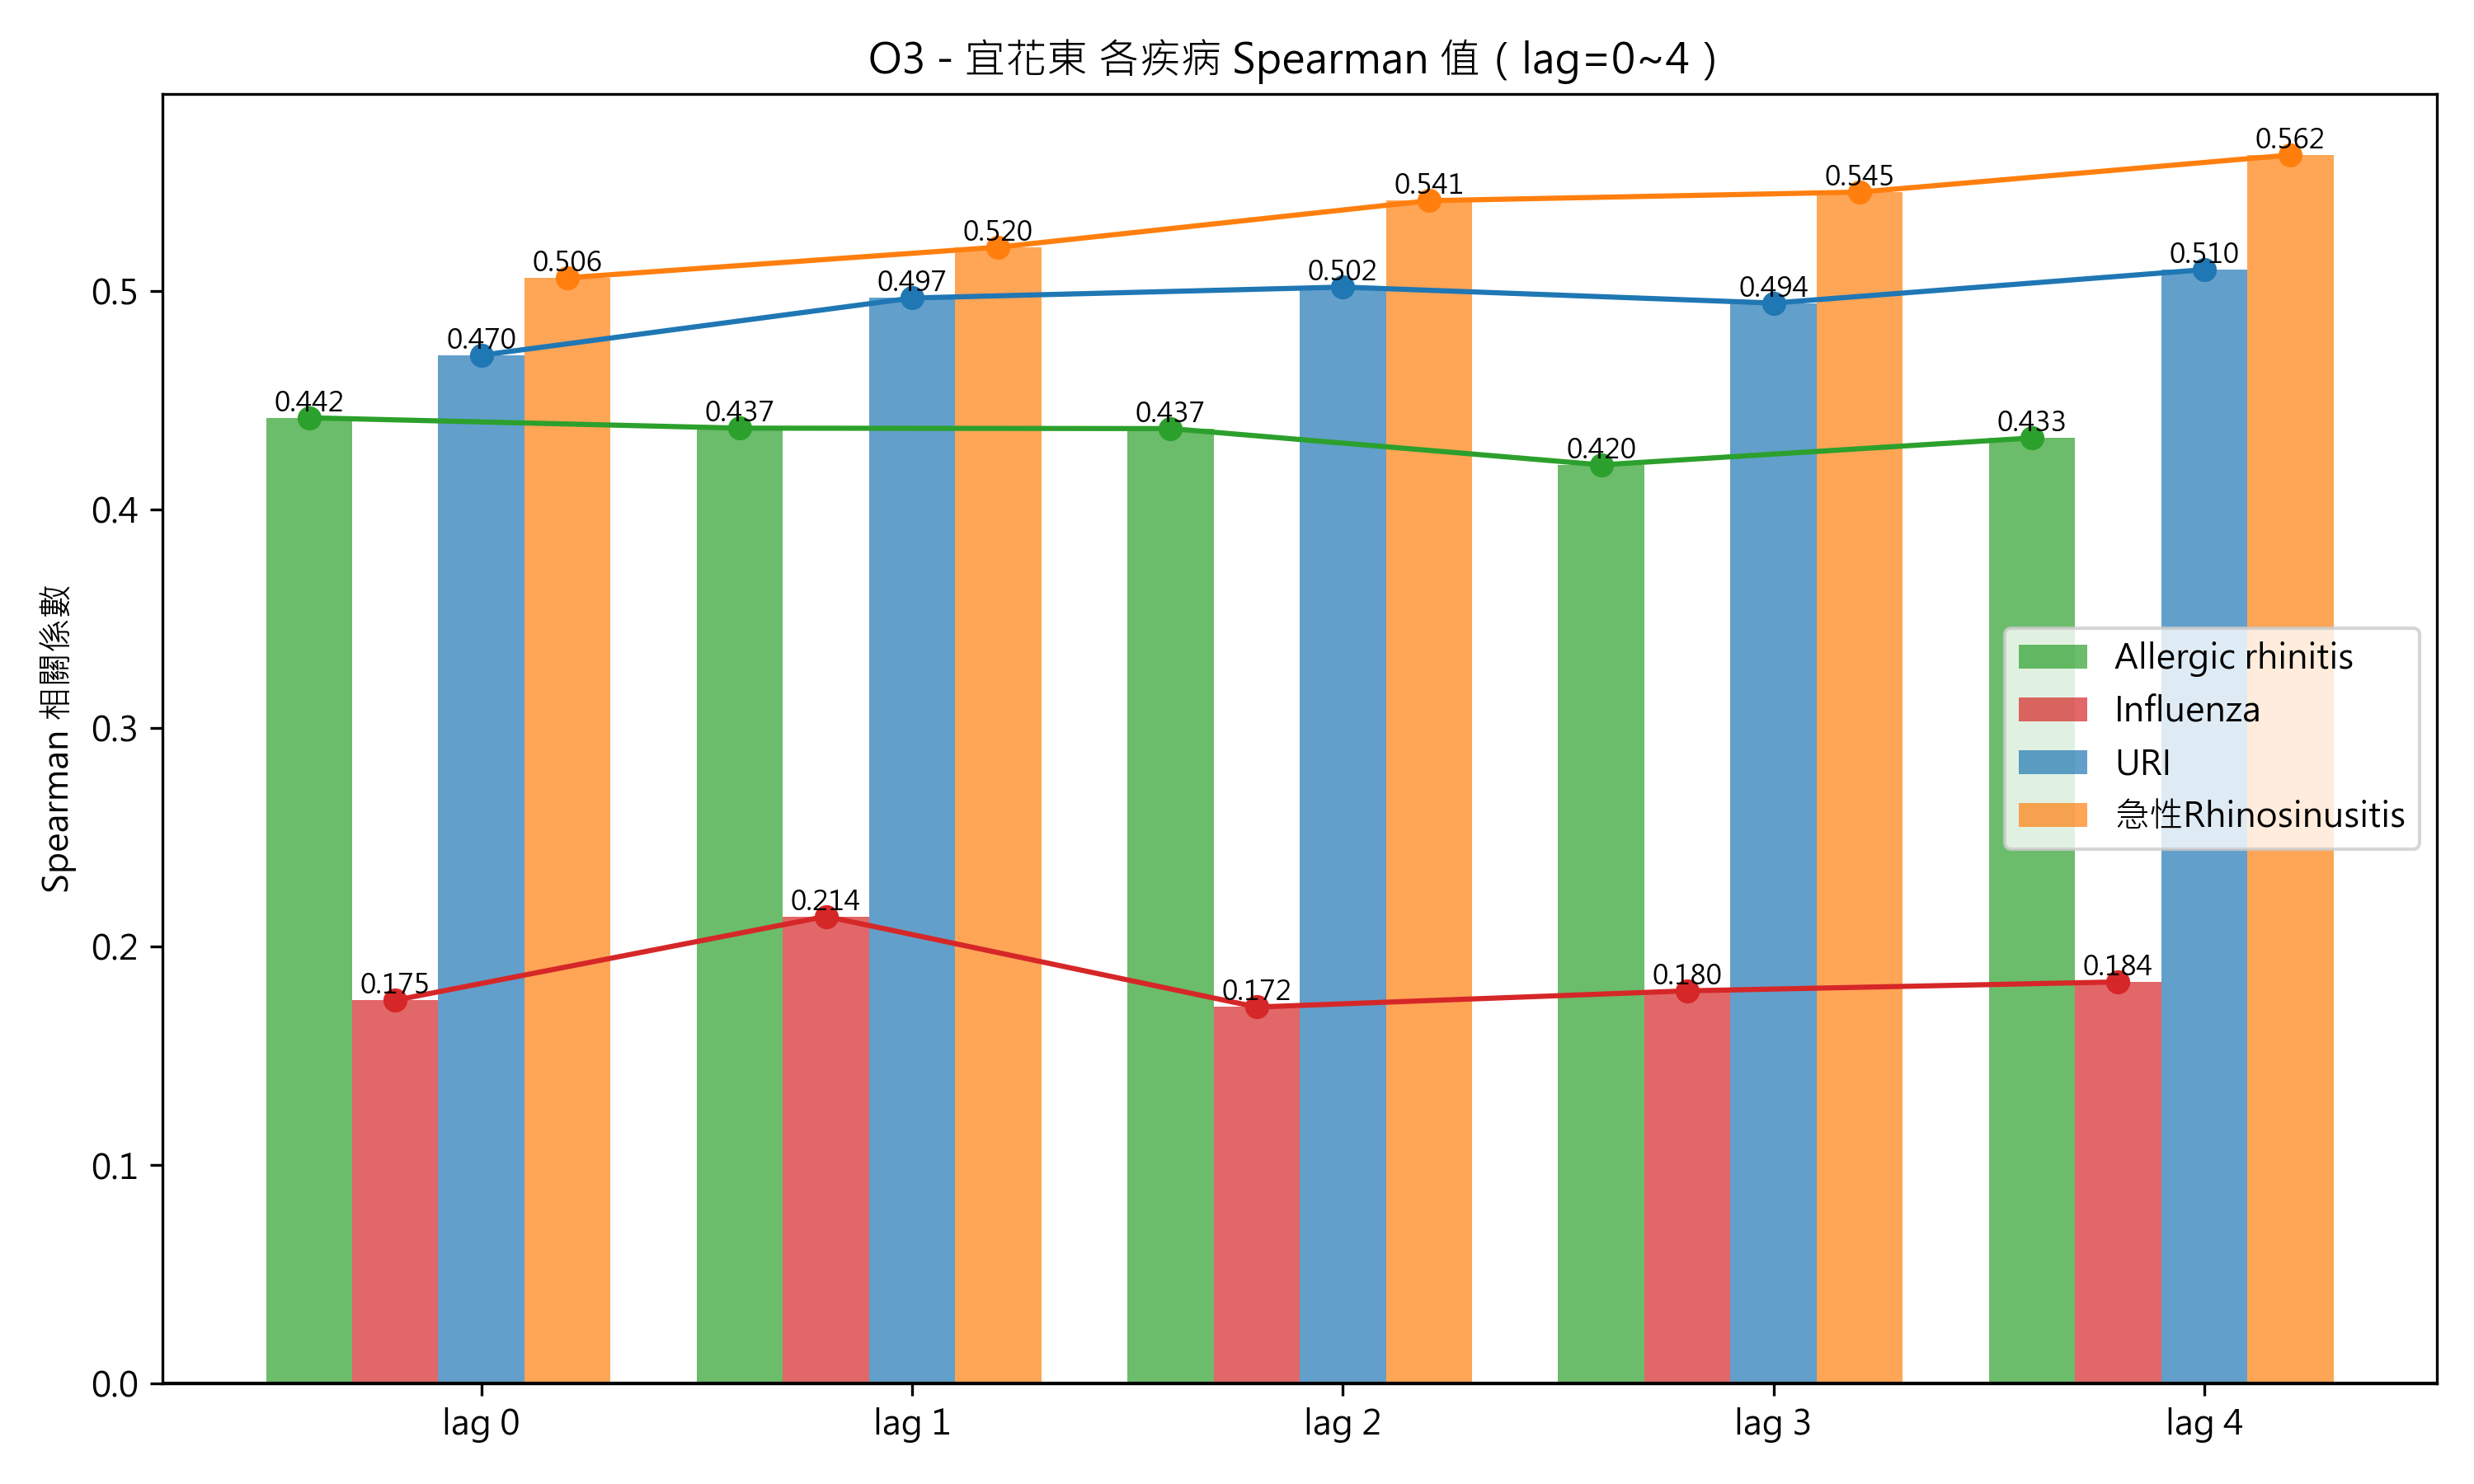 O3 - 宜花東 各疾病 Spearman 值 ( lag=0~4 )
Spearman 相關係數
0.5
0.4
0.3
0.2
0.1
0.0
0.442
0.175
0.470
0.506
0.437
0.214
0.497
0.520
0.437
0.172
0.502
0.541
0.420
0.180
0.494
0.545
0.433
0.184
0.510
0.562
Allergic rhinitis
Influenza
URI
急性Rhinosinusitis
lag 0
lag 1
lag 2
lag 3
lag 4